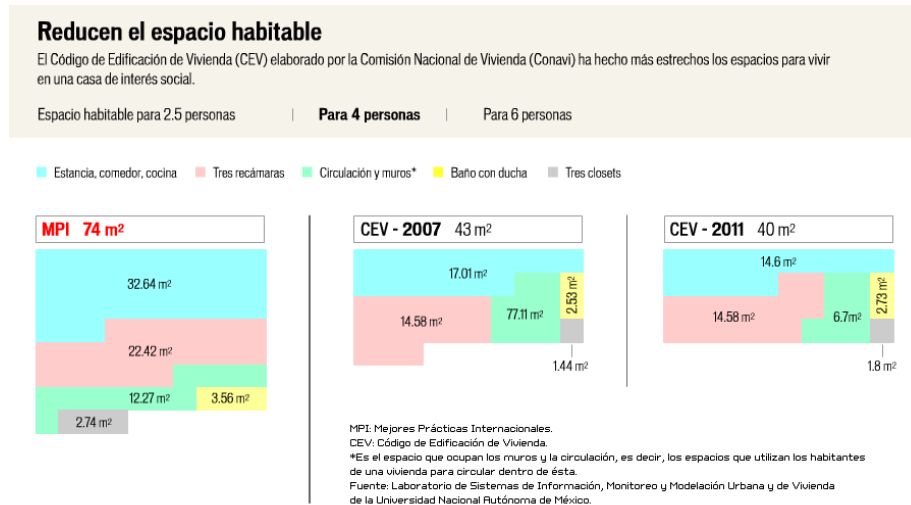 Reducen el espacio habitable
El Código de Edificación de Vivienda (CEV) elaborado por la Comisión Nacional de Vivienda (Conavi) ha hecho más estrechos los espacios para vivir
en una casa de interés social.
Espacio habitable para 2.5 personas | Para 4 personas | Para 6 personas
Estancia, comedor, cocina Tres recámaras Circulación y muros* Baño con ducha Tres closets
MPI 74 m²
32.64 m²
22.42 m²
12.27 m²
3.56 m²
2.74 m²
CEV - 2007 43 m²
17.01 m²
14.58 m²
77.11 m²
2.53 m²
1.44 m²
CEV - 2011 40 m²
14.6 m²
14.58 m²
6.7m²
2.73 m²
1.8 m²
MPI: Mejores Prácticas Internacionales.
CEV: Código de Edificación de Vivienda.
*Es el espacio que ocupan los muros y la circulación, es decir, los espacios que utilizan los habitantes
de una vivienda para circular dentro de ésta.
Fuente: Laboratorio de Sistemas de Información, Monitoreo y Modelación Urbana y de Vivienda
de la Universidad Nacional Autónoma de México.